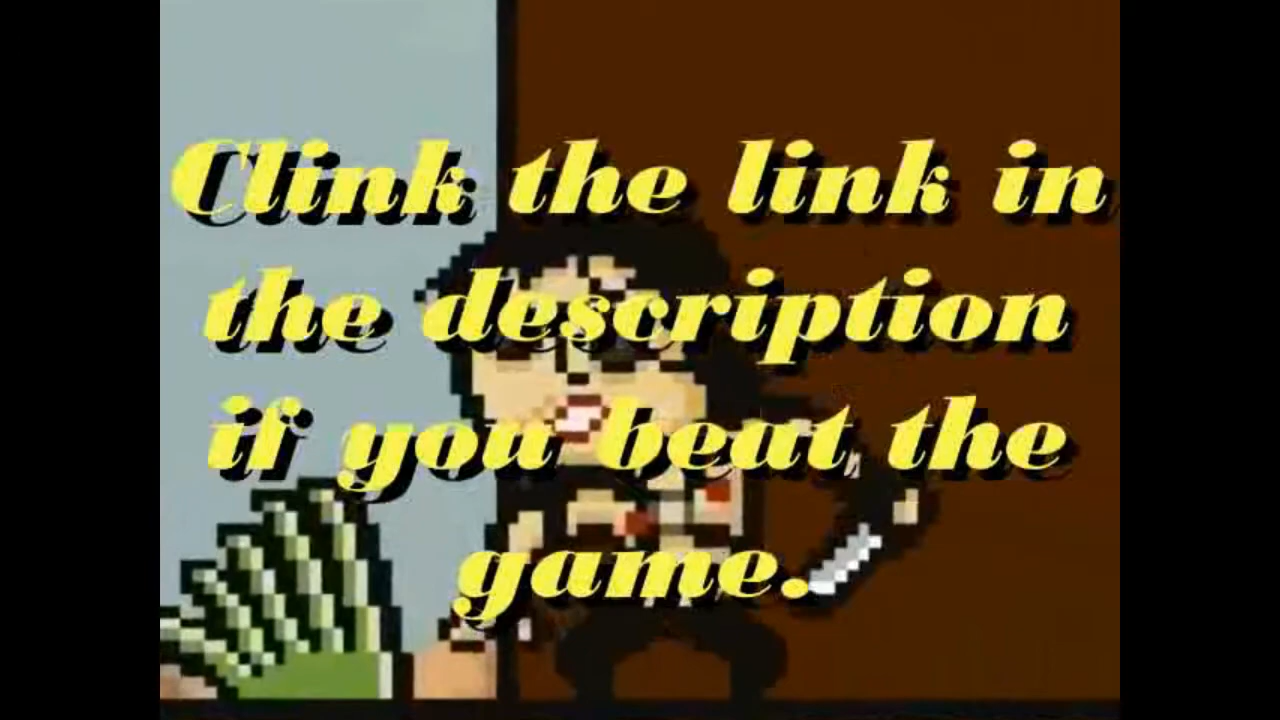 Clink the link in
the description
if you beat the
game.